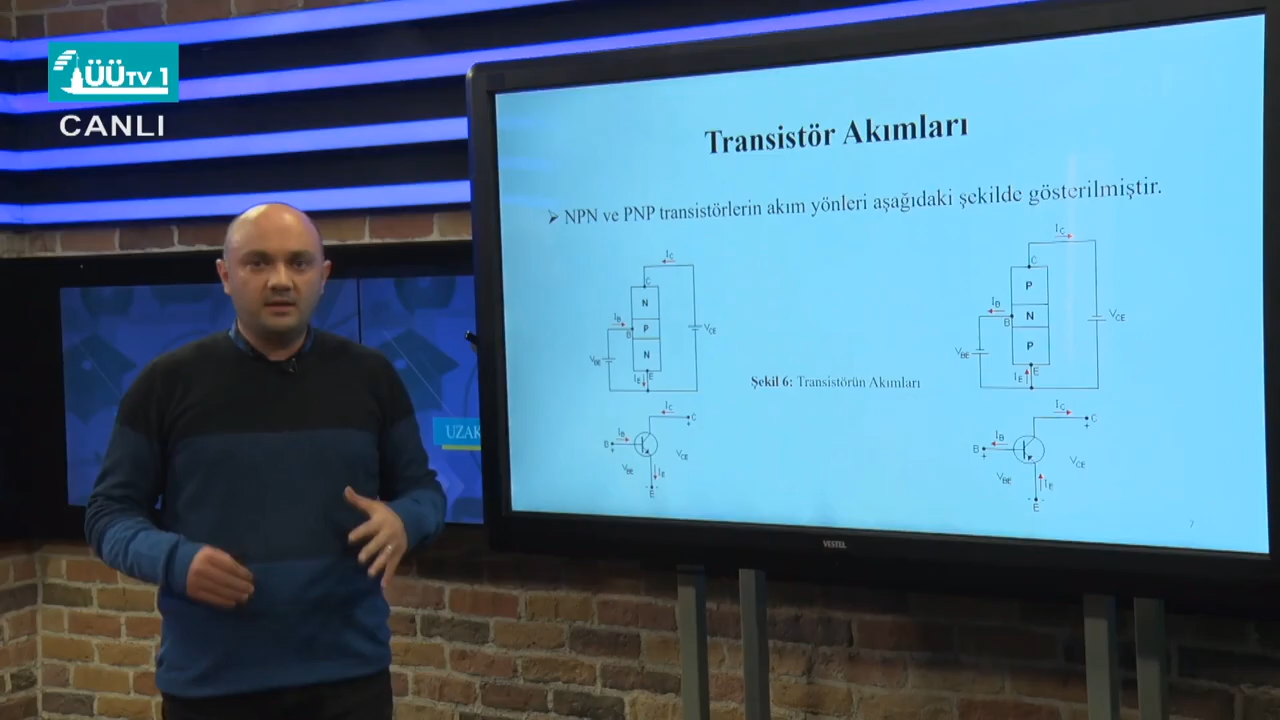 ÜÜTV 1
CANLI
Transistör Akımları
➤ NPN ve PNP transistörlerin akım yönleri aşağıdaki şekilde gösterilmiştir.
IC
C
N
IB
P
B
VCE
VBE
N
IE
E
IC
C
IB
B
+
VCE
VBE
IE
- E
Şekil 6: Transistörün Akımları
IC
C
P
IB
N
B
VCE
VBE
P
IE
E
IC
C
+
IB
B
+
VCE
VBE
IE
-
E
7
UZAK
VESTEL